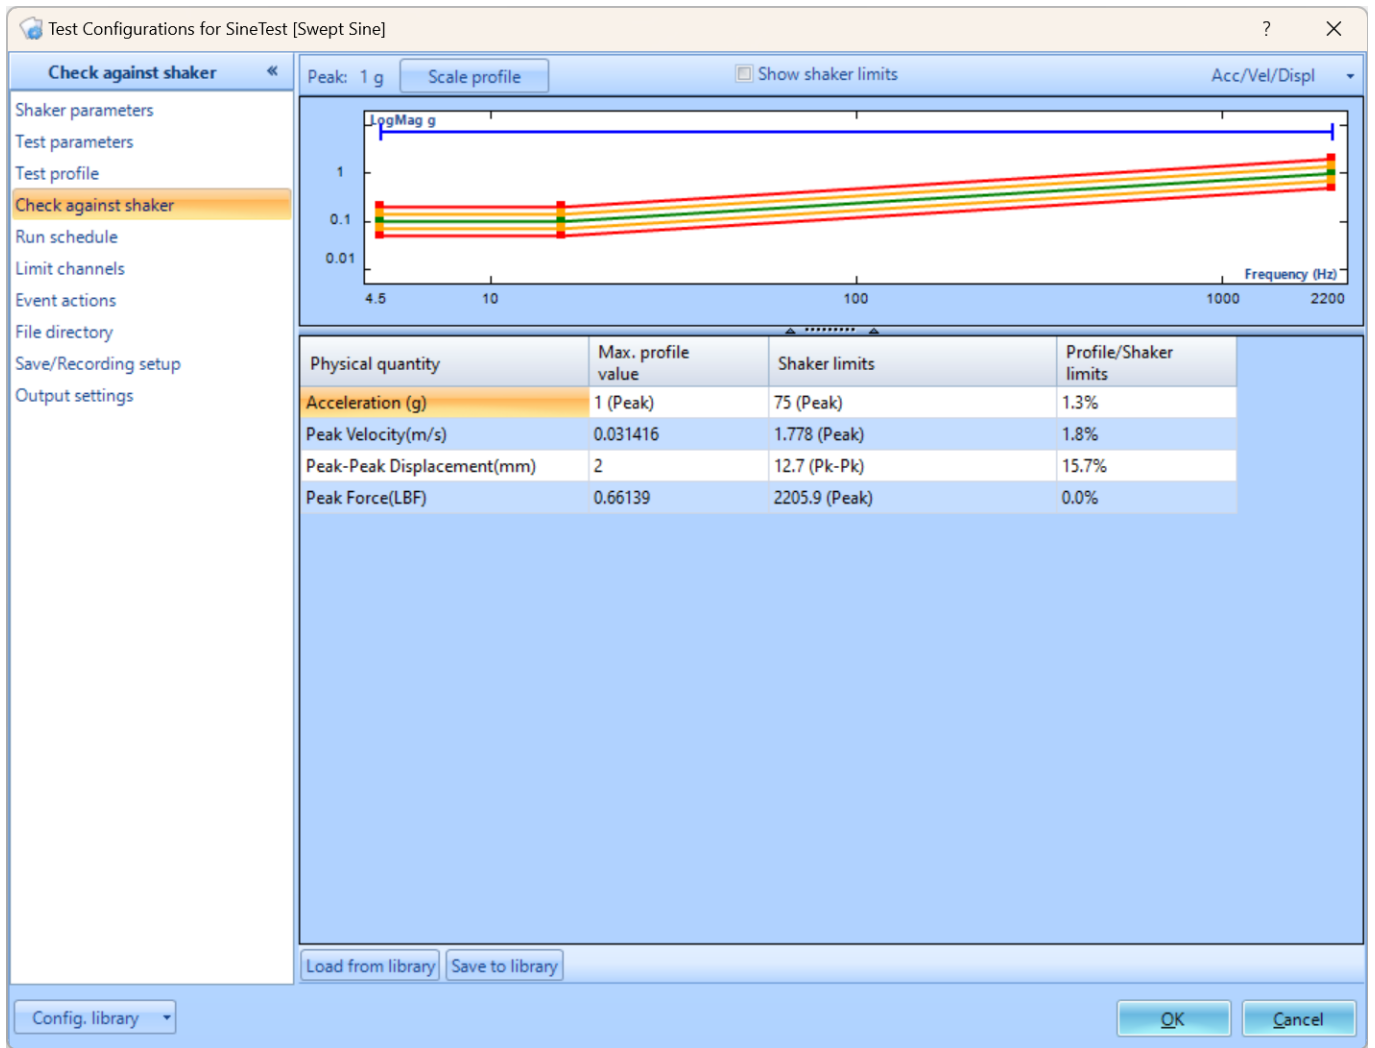 Test Configurations for SineTest [Swept Sine]
?
Check against shaker «
Shaker parameters
Test parameters
Test profile
Check against shaker
Run schedule
Limit channels
Event actions
File directory
Save/Recording setup
Output settings
Peak: 1 g
Scale profile
Show shaker limits
Acc/Vel/Displ
LogMag g
1
0.1
0.01
Frequency (Hz)
4.5 10 100 1000 2200
Physical quantity
Max. profile
value
Shaker limits
Profile/Shaker
limits
Acceleration (g) 1 (Peak) 75 (Peak) 1.3%
Peak Velocity(m/s) 0.031416 1.778 (Peak) 1.8%
Peak-Peak Displacement(mm) 2 12.7 (Pk-Pk) 15.7%
Peak Force(LBF) 0.66139 2205.9 (Peak) 0.0%
Load from library
Save to library
Config. library
OK
Cancel